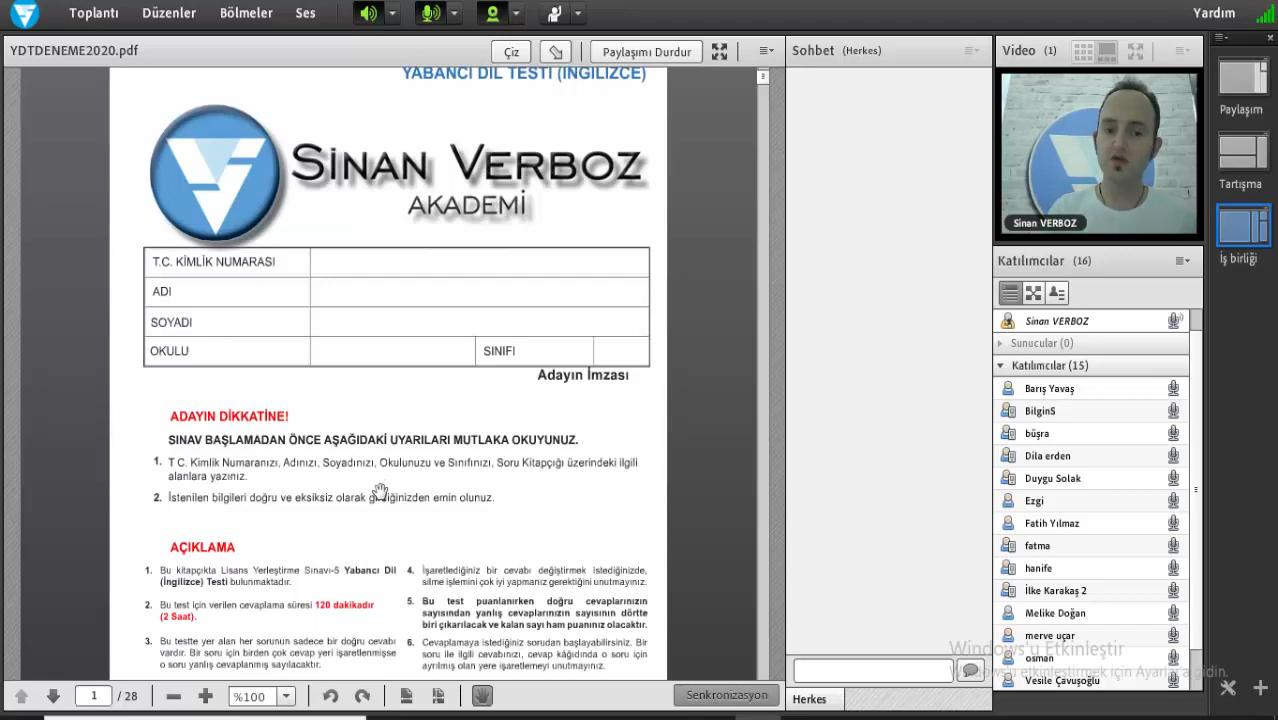 Toplantı Düzenler Bölmeler Ses Yardım
YDTDENEME2020.pdf Çiz Paylaşımı Durdur
YABANCI DİL TESTİ (İNGİLİZCE)
SİNAN VERBOZ
AKADEMİ
T.C. KİMLİK NUMARASI
ADI
SOYADI
OKULU SINIFI
Adayın İmzası
ADAYIN DİKKATİNE!
SINAV BAŞLAMADAN ÖNCE AŞAĞIDAKİ UYARILARI MUTLAKA OKUYUNUZ.
1. T C. Kimlik Numaranızı, Adınızı, Soyadınızı, Okulunuzu ve Sınıfınızı, Soru Kitapçığı üzerindeki ilgili
alanlara yazınız.
2. İstenilen bilgileri doğru ve eksiksiz olarak girdiğinizden emin olunuz.
AÇIKLAMA
1. Bu kitapçıkta Lisans Yerleştirme Sınavı-5 Yabancı Dil
(İngilizce) Testi bulunmaktadır.
2. Bu test için verilen cevaplama süresi 120 dakikadır
(2 Saat).
3. Bu testte yer alan her sorunun sadece bir doğru cevabı
vardır. Bir soru için birden çok cevap yeri işaretlenmişse
o soru yanlış cevaplanmış sayılacaktır.
4. İşaretlediğiniz bir cevabı değiştirmek istediğinizde,
silme işlemini çok iyi yapmanız gerektiğini unutmayınız.
5. Bu test puanlanırken doğru cevaplarınızın
sayısından yanlış cevaplarınızın sayısının dörtte
biri çıkarılacak ve kalan sayı ham puanınız olacaktır.
6. Cevaplamaya istediğiniz sorudan başlayabilirsiniz. Bir
soru ile ilgili cevabınızı, cevap kâğıdında o soru için
ayrılmış olan yere işaretlemeyi unutmayınız.
1 / 28 %100 Senkronizasyon
Sohbet (Herkes)
Herkes
Video (1)
Sinan VERBOZ
Katılımcılar (16)
Sinan VERBOZ
Sunucular (0)
Katılımcılar (15)
Barış Yavaş
BilginS
büşra
Dila erden
Duygu Solak
Ezgi
Fatih Yılmaz
fatma
hanife
İlke Karakaş 2
Melike Doğan
merve uçar
osman
Vesile Çavuşoğlu
Windows'u Etkinleştir
Windows'u etkinleştirmek için Ayarlar'a gidin.
Paylaşım
Tartışma
İş birliği